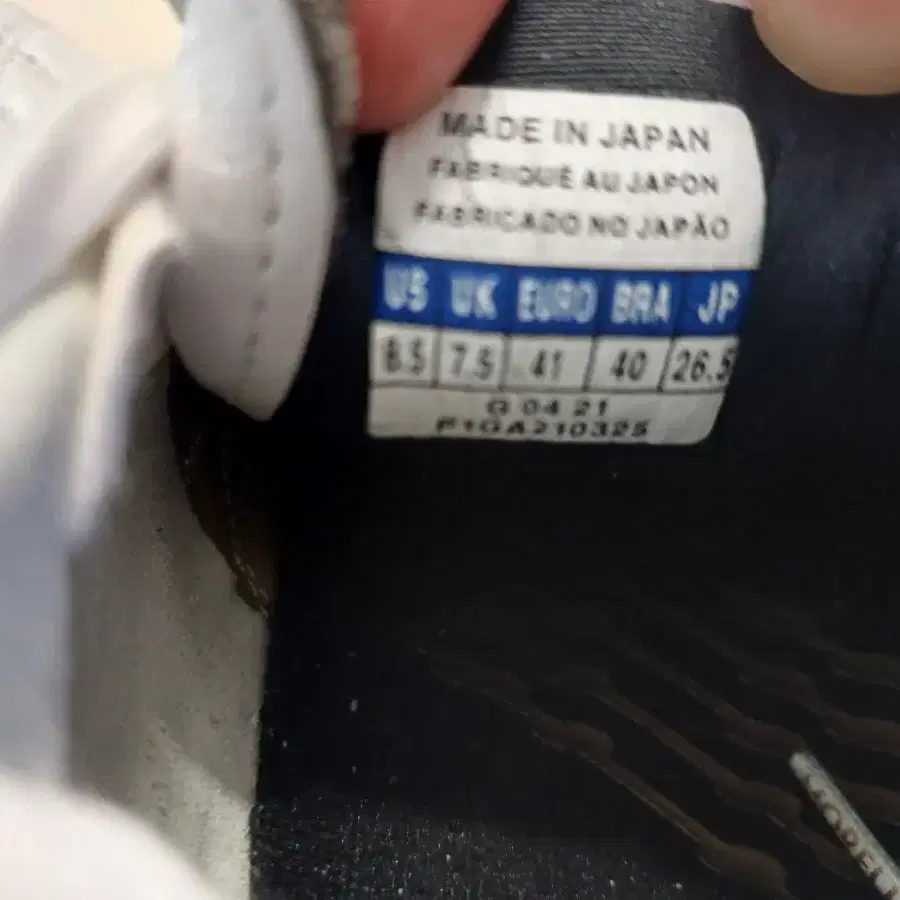 MADE IN JAPAN
FABRIQUÉ AU JAPON
FABRICADO NO JAPÃO
US UK EURO BRA JP
8.5 7.5 41 40 26.5
G 04 21
P1GA210325